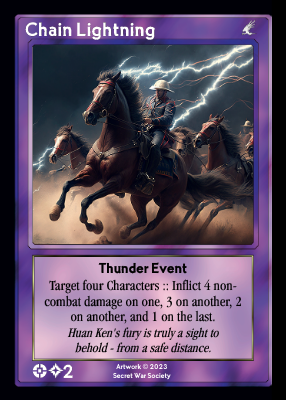 Chain Lightning
Thunder Event
Target four Characters :: Inflict 4 non-
combat damage on one, 3 on another, 2
on another, and 1 on the last.
Huan Ken's fury is truly a sight to
behold - from a safe distance.
2
Artwork © 2023
Secret War Society